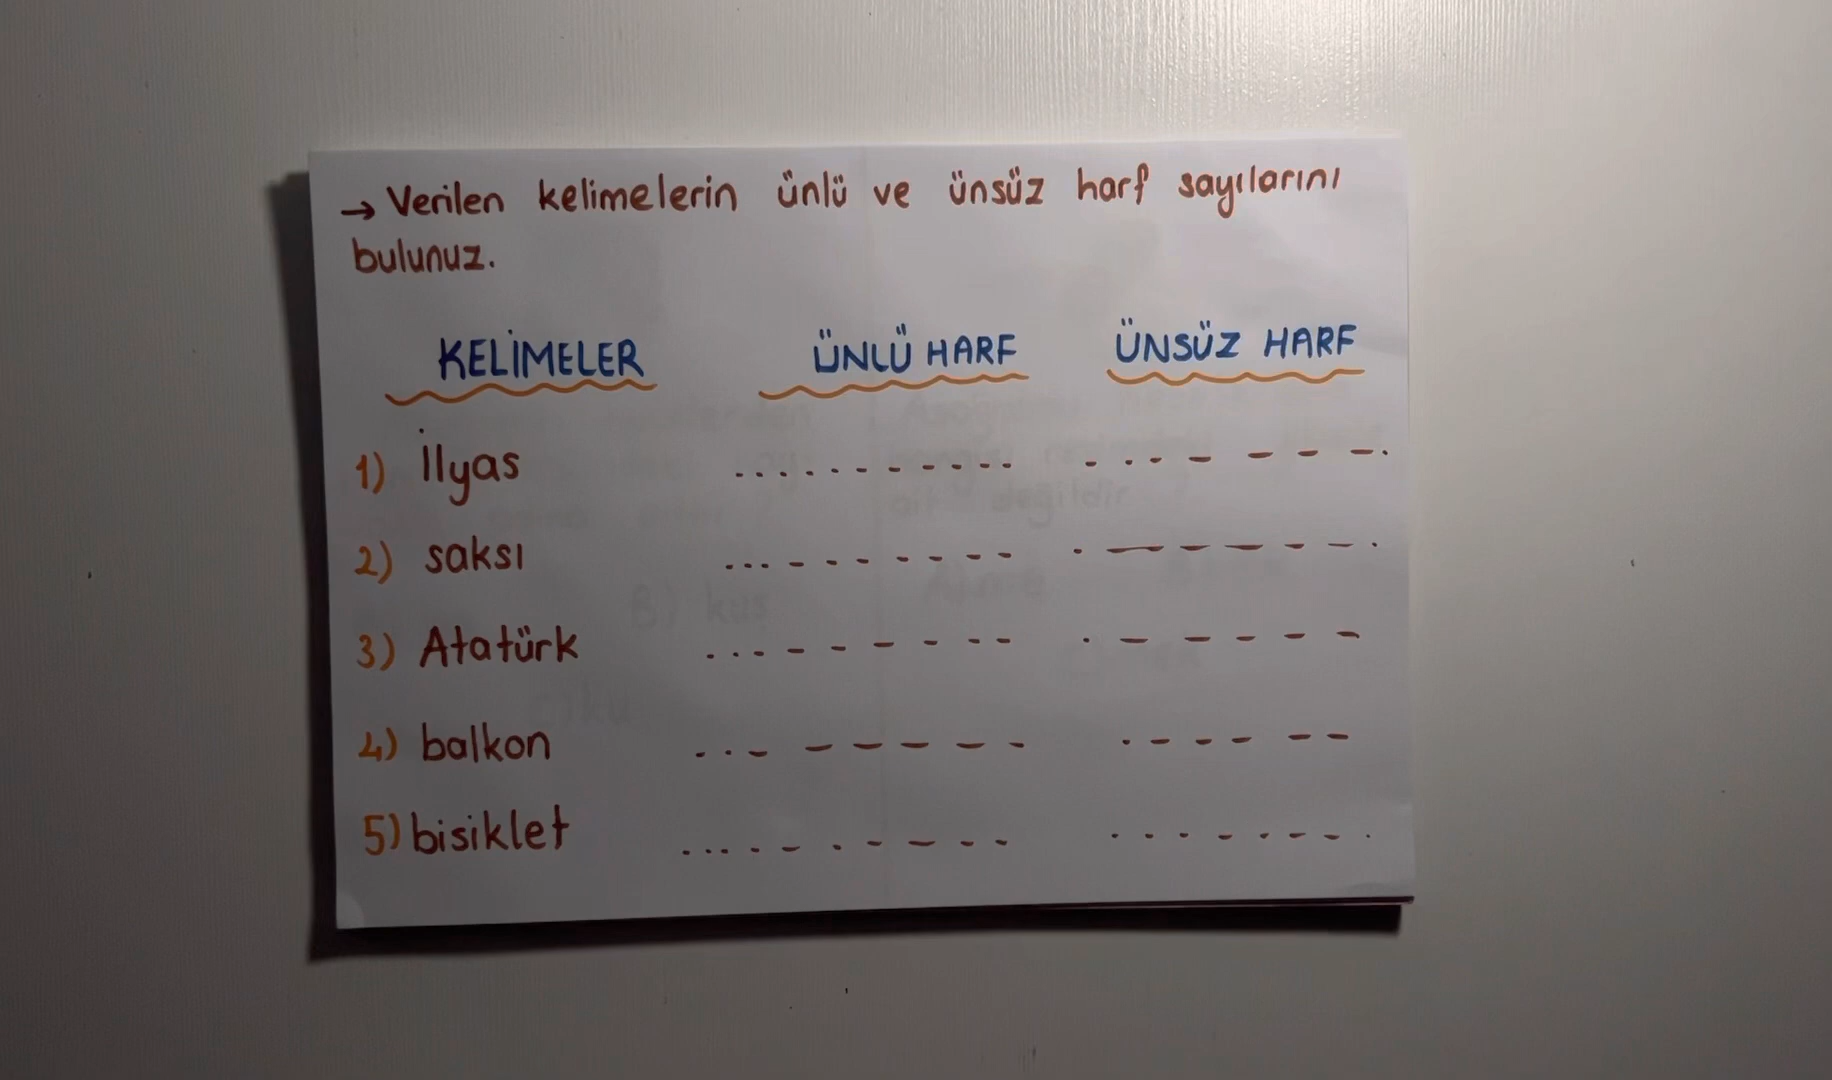 → Verilen kelimelerin ünlü ve ünsüz harf sayılarını
bulunuz.
KELİMELER ÜNLÜ HARF ÜNSÜZ HARF
1) İlyas ........... ........
2) saksı .......... .......
3) Atatürk ......... ......
4) balkon ........ ......
5) bisiklet .......... ........